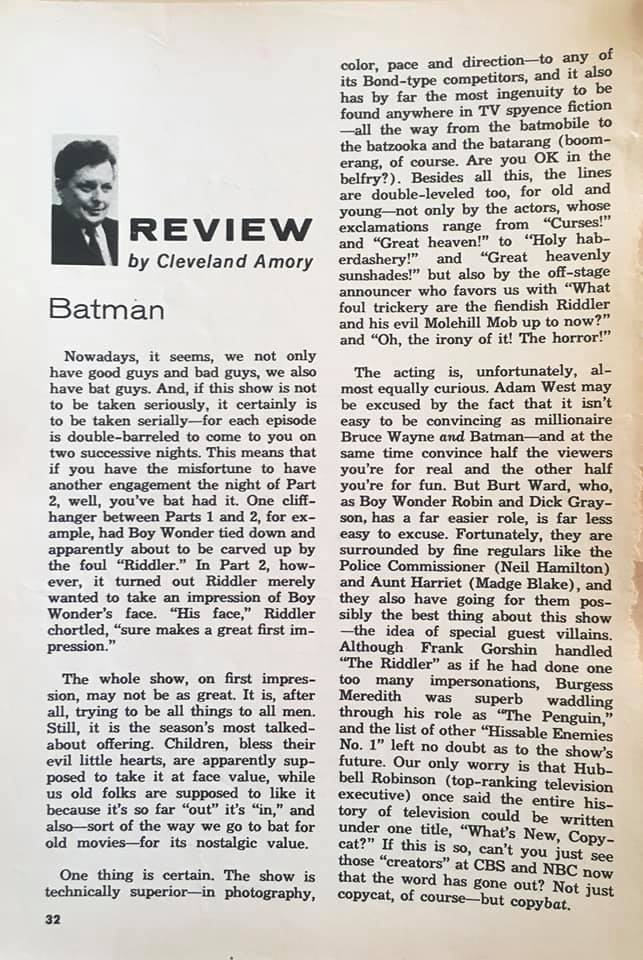 REVIEW
by Cleveland Amory
Batman
Nowadays, it seems, we not only
have good guys and bad guys, we also
have bat guys. And, if this show is not
to be taken seriously, it certainly is
to be taken serially—for each episode
is double-barreled to come to you on
two successive nights. This means that
if you have the misfortune to have
another engagement the night of Part
2, well, you've bat had it. One cliff-
hanger between Parts 1 and 2, for ex-
ample, had Boy Wonder tied down and
apparently about to be carved up by
the foul "Riddler." In Part 2, how-
ever, it turned out Riddler merely
wanted to take an impression of Boy
Wonder's face. "His face," Riddler
chortled, "sure makes a great first im-
pression."
The whole show, on first impres-
sion, may not be as great. It is, after
all, trying to be all things to all men.
Still, it is the season's most talked-
about offering. Children, bless their
evil little hearts, are apparently sup-
posed to take it at face value, while
us old folks are supposed to like it
because it's so far "out" it's "in," and
also—sort of the way we go to bat for
old movies—for its nostalgic value.
One thing is certain. The show is
technically superior—in photography,
32
color, pace and direction—to any of
its Bond-type competitors, and it also
has by far the most ingenuity to be
found anywhere in TV spyence fiction
—all the way from the batmobile to
the batzooka and the batarang (boom-
erang, of course. Are you OK in the
belfry?). Besides all this, the lines
are double-leveled too, for old and
young—not only by the actors, whose
exclamations range from "Curses!"
and "Great heaven!" to "Holy hab-
erdashery!" and "Great heavenly
sunshades!" but also by the off-stage
announcer who favors us with "What
foul trickery are the fiendish Riddler
and his evil Molehill Mob up to now?"
and "Oh, the irony of it! The horror!"
The acting is, unfortunately, al-
most equally curious. Adam West may
be excused by the fact that it isn't
easy to be convincing as millionaire
Bruce Wayne and Batman—and at the
same time convince half the viewers
you're for real and the other half
you're for fun. But Burt Ward, who,
as Boy Wonder Robin and Dick Gray-
son, has a far easier role, is far less
easy to excuse. Fortunately, they are
surrounded by fine regulars like the
Police Commissioner (Neil Hamilton)
and Aunt Harriet (Madge Blake), and
they also have going for them pos-
sibly the best thing about this show
—the idea of special guest villains.
Although Frank Gorshin handled
"The Riddler" as if he had done one
too many impersonations, Burgess
Meredith was superb waddling
through his role as "The Penguin,"
and the list of other "Hissable Enemies
No. 1" left no doubt as to the show's
future. Our only worry is that Hub-
bell Robinson (top-ranking television
executive) once said the entire his-
tory of television could be written
under one title, "What's New, Copy-
cat?" If this is so, can't you just see
those "creators" at CBS and NBC now
that the word has gone out? Not just
copycat, of course—but copybat.